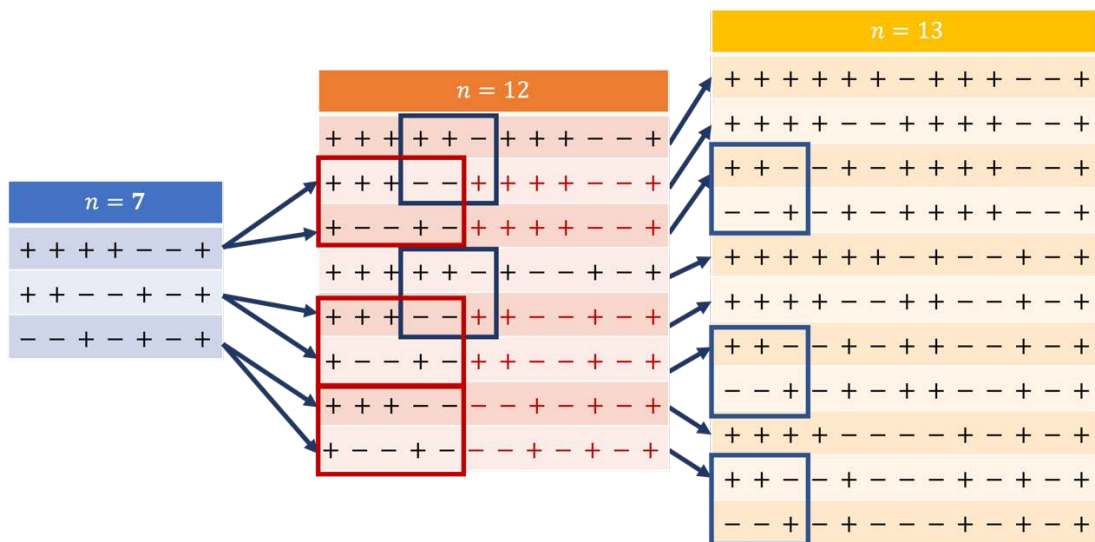 n = 7
+ + + + − − +
+ + − − + − +
− − + − + − +
n = 12
+ + + + + − + + + − − +
+ + + − − + + + + − − +
+ − − + − + + + + − − +
+ + + + + − + − − + − +
+ + + − − + + − − + − +
+ − − + − + + − − + − +
+ + + − − − − + − + − +
+ − − + − − − + − + − +
n = 13
+ + + + + + − + + + − − +
+ + + + − − + + + + − − +
+ + − − + − + + + + − − +
− − + − + − + + + + − − +
+ + + + + + − + − − + − +
+ + + + − − + + − − + − +
+ + − − + − + + − − + − +
− − + − + − + + − − + − +
+ + + + − − − − + − + − +
+ + − − + − − − + − + − +
− − + − + − − − + − + − +